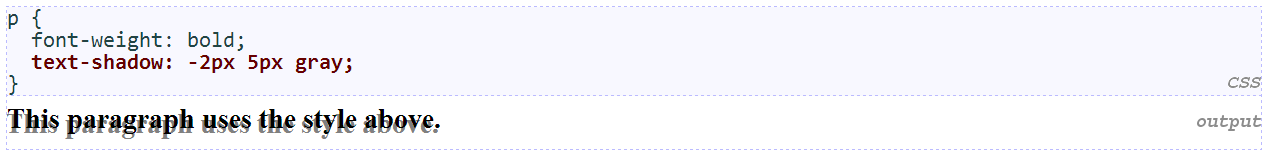 p {
  font-weight: bold;
  text-shadow: -2px 5px gray;
}
CSS
This paragraph uses the style above.
output